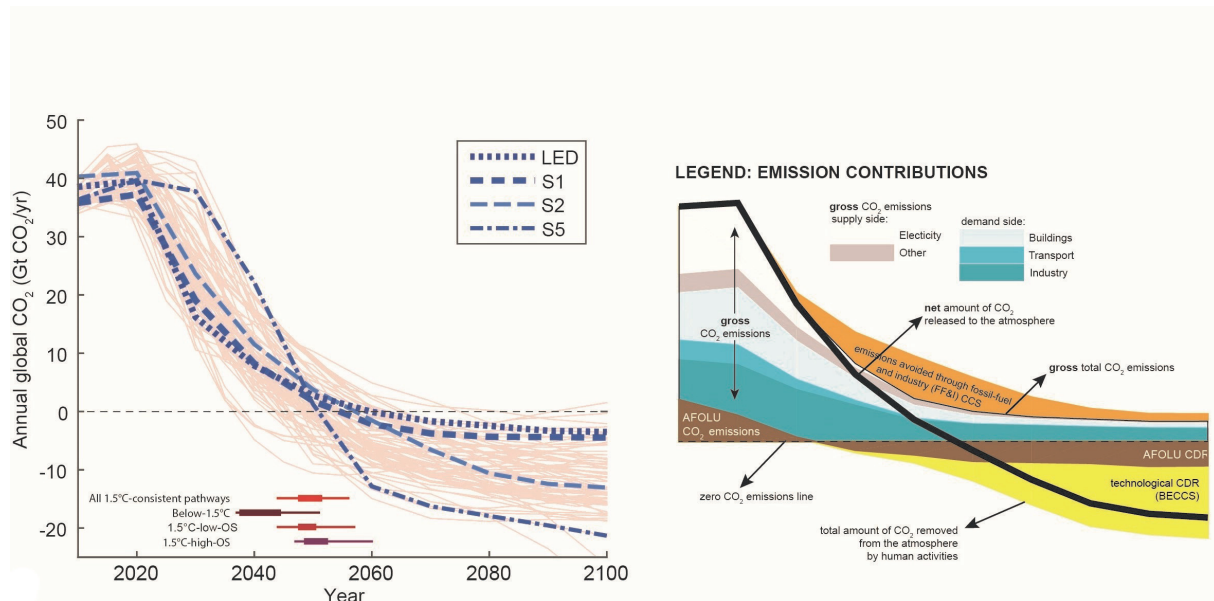 50
40
30
20
10
0
-10
-20
Annual global CO₂ (Gt CO₂/yr)
LED
S1
S2
S5
All 1.5°C-consistent pathways
Below-1.5°C
1.5°C-low-OS
1.5°C-high-OS
2020
2040
2060
2080
2100
Year
LEGEND: EMISSION CONTRIBUTIONS
gross CO₂ emissions
supply side:
Electicity
Other
demand side:
Buildings
Transport
Industry
gross
CO₂ emissions
net amount of CO₂
released to the atmosphere
emissions avoided through fossil-fuel
and industry (FF&I) CCS
gross total CO₂ emissions
AFOLU
CO₂ emissions
AFOLU CDR
technological CDR
(BECCS)
zero CO₂ emissions line
total amount of CO₂ removed
from the atmosphere
by human activities